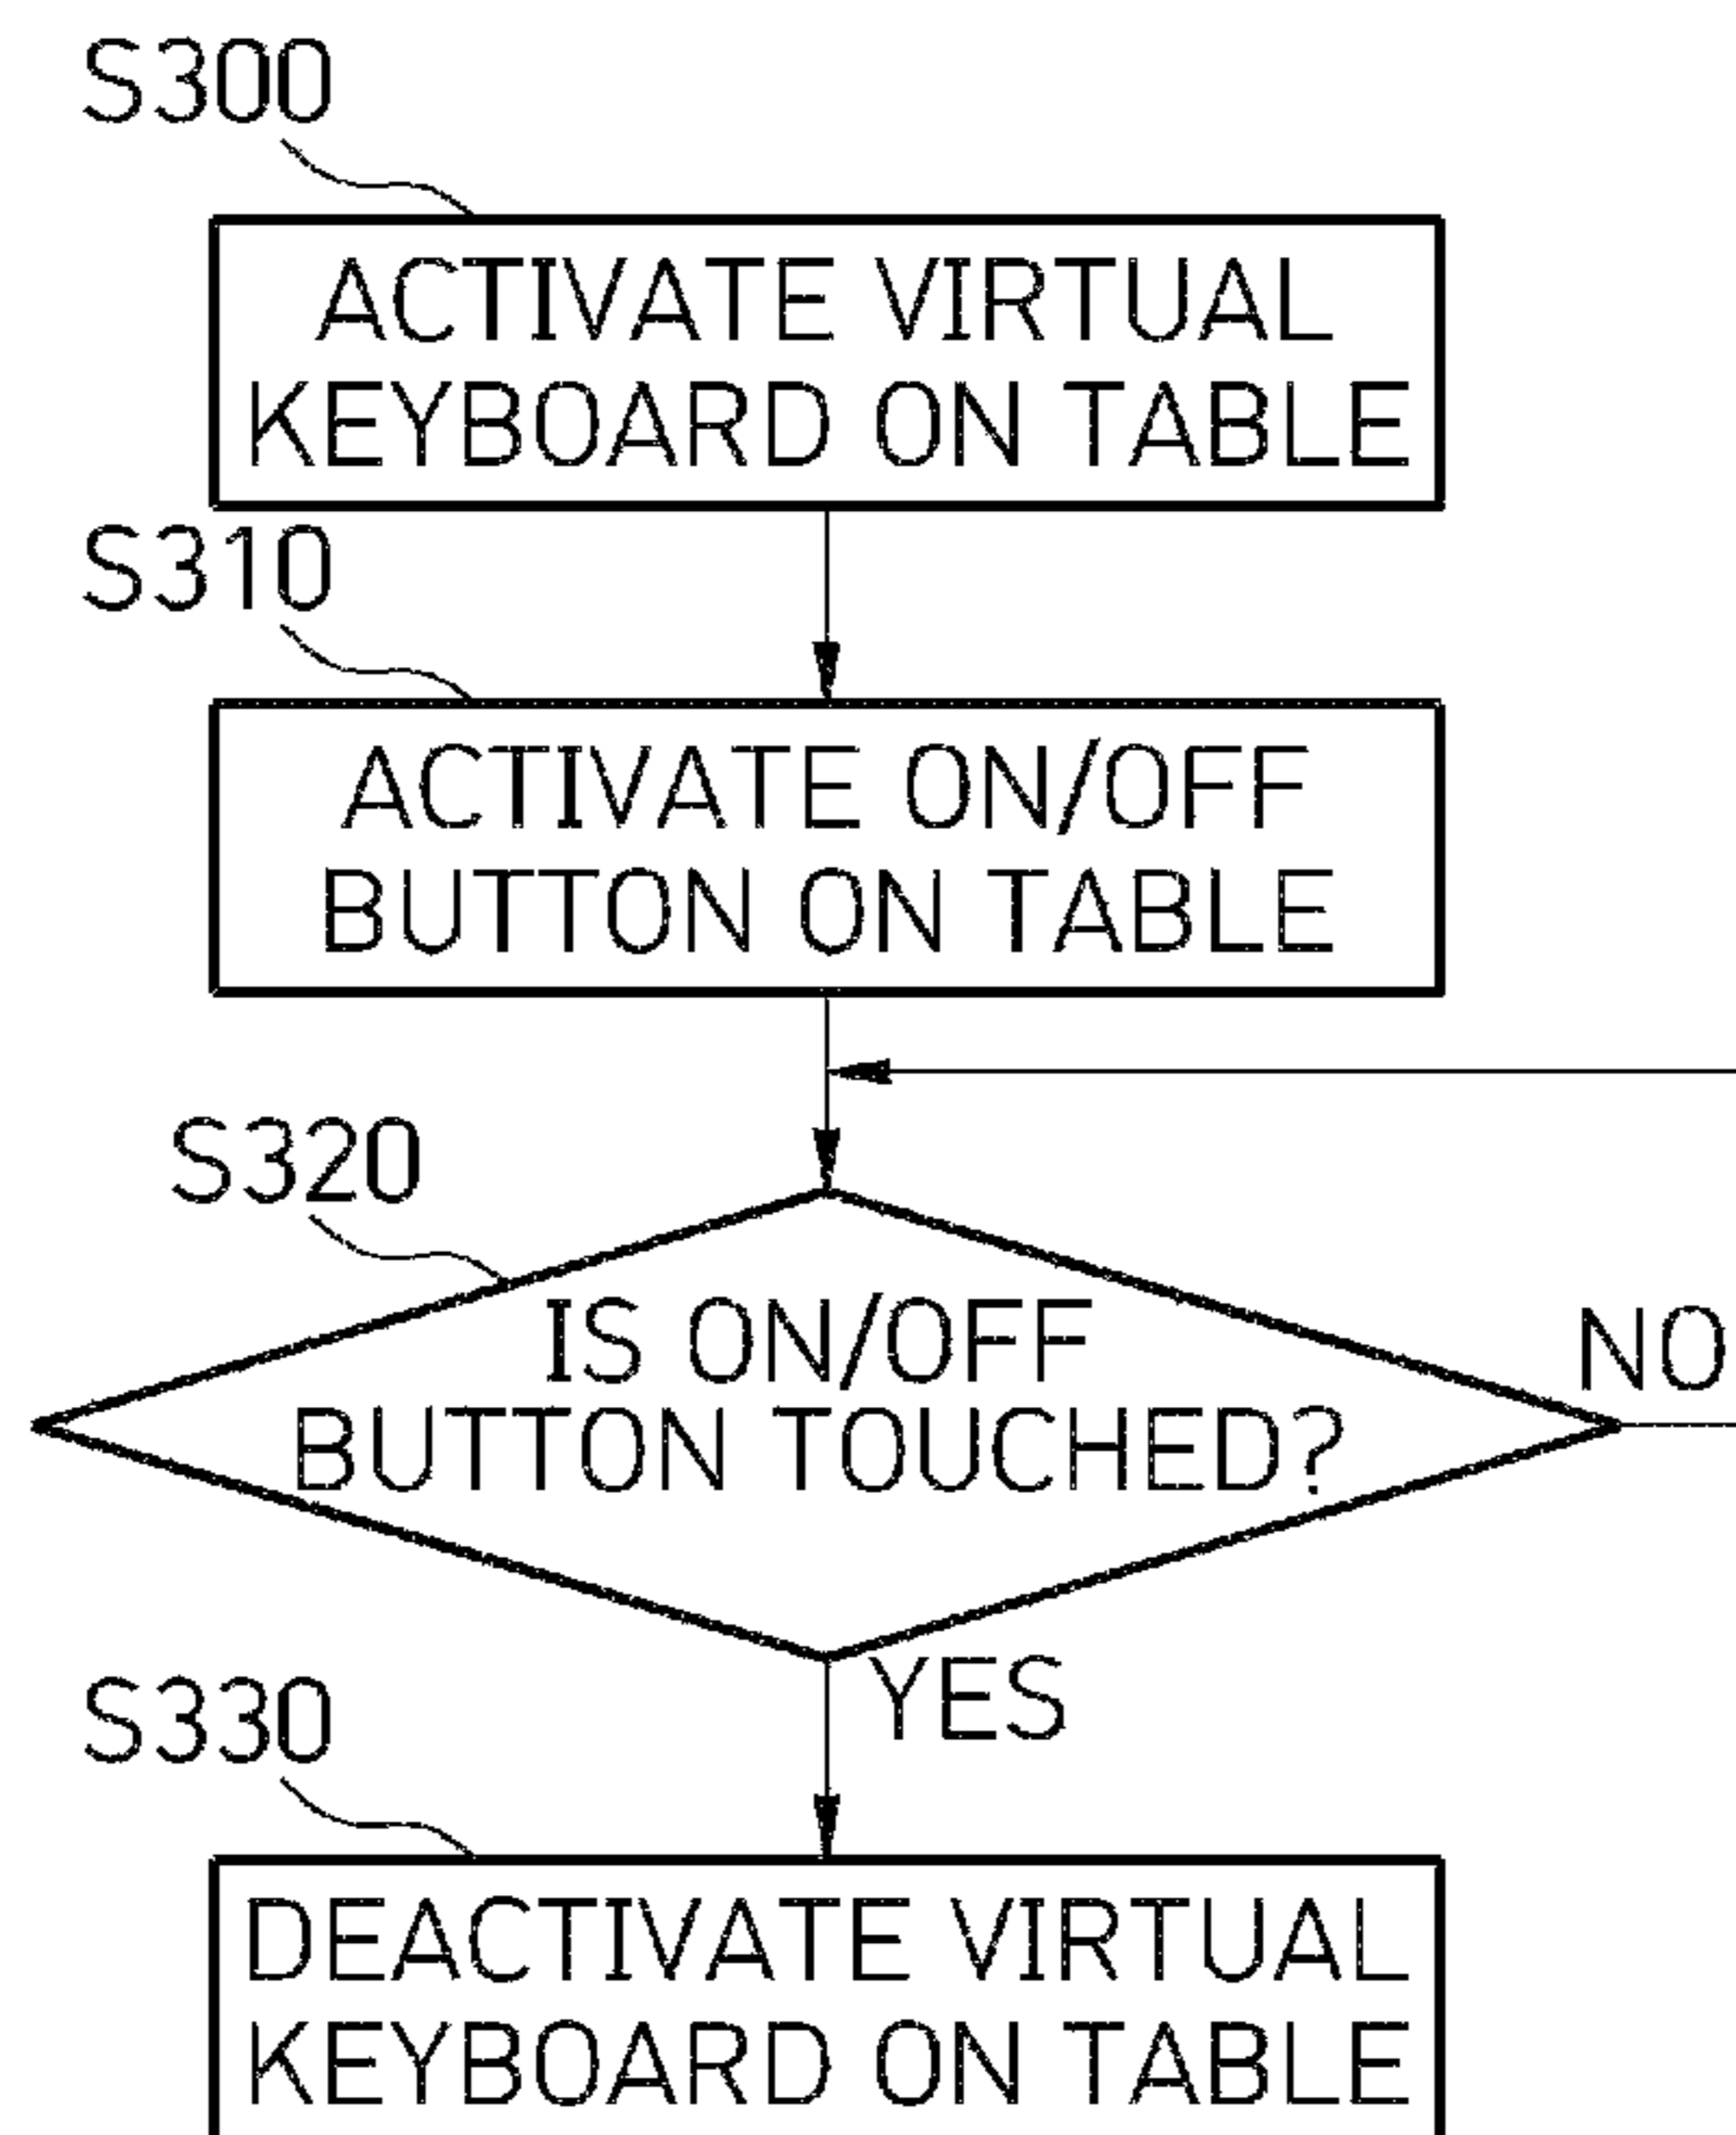 S300
ACTIVATE VIRTUAL
KEYBOARD ON TABLE
S310
ACTIVATE ON/OFF
BUTTON ON TABLE
S320
IS ON/OFF
BUTTON TOUCHED?
NO
YES
S330
DEACTIVATE VIRTUAL
KEYBOARD ON TABLE